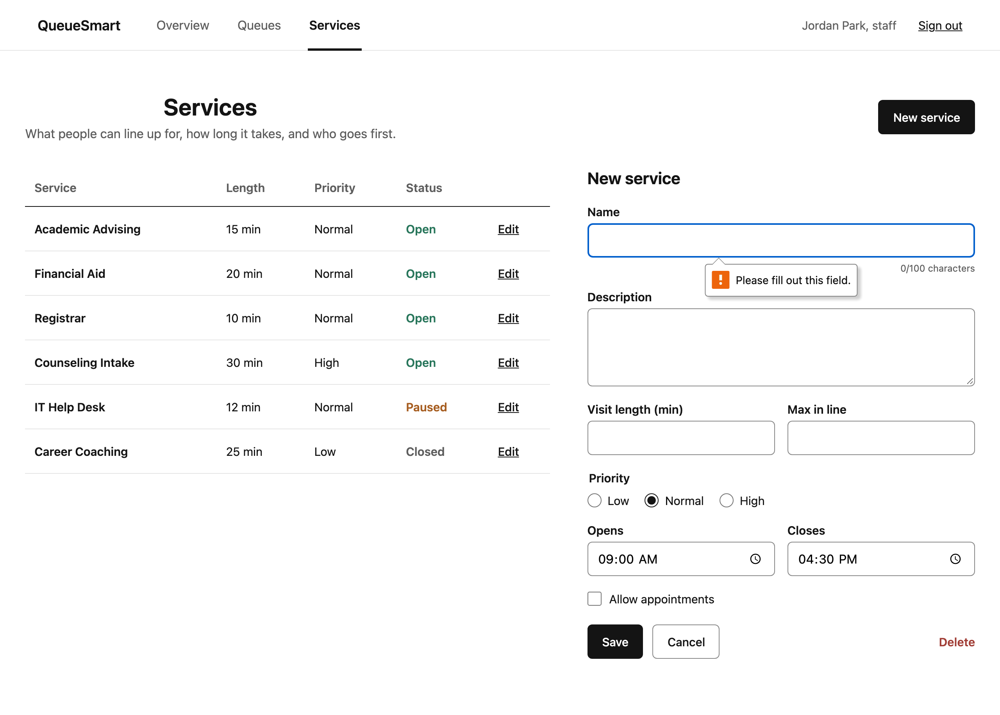 QueueSmart Overview Queues Services Jordan Park, staff Sign out
Services
What people can line up for, how long it takes, and who goes first.
New service
Service Length Priority Status
Academic Advising 15 min Normal Open Edit
Financial Aid 20 min Normal Open Edit
Registrar 10 min Normal Open Edit
Counseling Intake 30 min High Open Edit
IT Help Desk 12 min Normal Paused Edit
Career Coaching 25 min Low Closed Edit
New service
Name
0/100 characters
Please fill out this field.
Description
Visit length (min) Max in line
Priority
Low Normal High
Opens Closes
09:00 AM 04:30 PM
Allow appointments
Save Cancel Delete